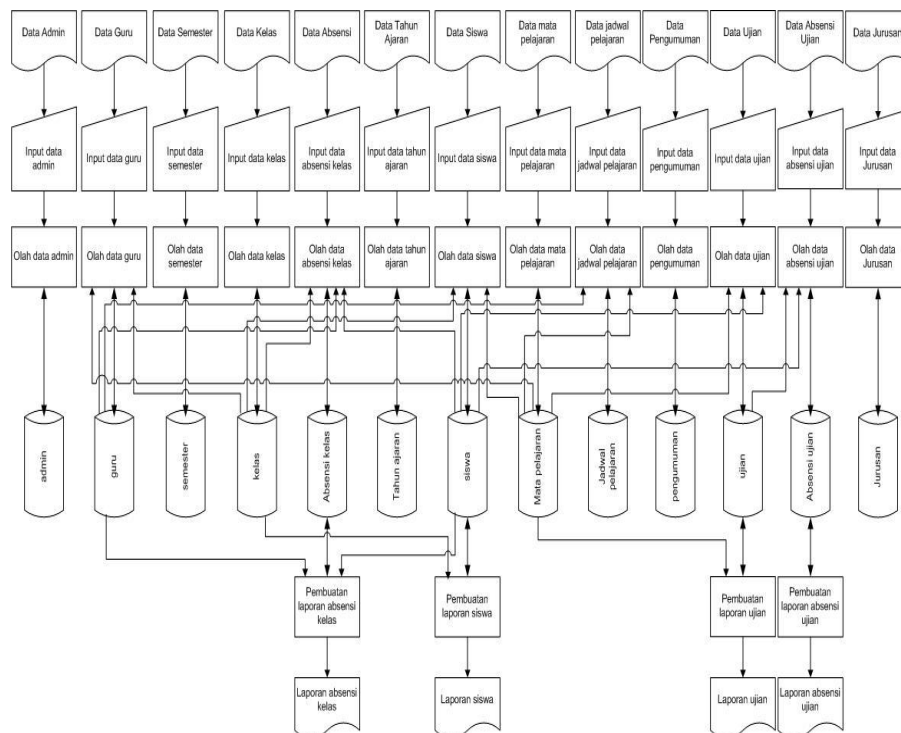 Data Admin
Data Guru
Data Semester
Data Kelas
Data Absensi
Data Tahun
Ajaran
Data Siswa
Data mata
pelajaran
Data jadwal
pelajaran
Data
Pengumuman
Data Ujian
Data Absensi
Ujian
Data Jurusan
Input data
admin
Input data guru
Input data
semester
Input data kelas
Input data
absensi kelas
Input data tahun
ajaran
Input data siswa
Input data mata
pelajaran
Input data
jadwal pelajaran
Input data
pengumuman
Input data ujian
Input data
absensi ujian
Input data
Jurusan
Olah data admin
Olah data guru
Olah data
semester
Olah data kelas
Olah data
absensi kelas
Olah data tahun
ajaran
Olah data siswa
Olah data mata
pelajaran
Olah data
jadwal pelajaran
Olah data
pengumuman
Olah data ujian
Olah data
absensi ujian
Olah data
Jurusan
admin
guru
semester
kelas
Absensi kelas
Tahun ajaran
siswa
Mata pelajaran
Jadwal
pelajaran
pengumuman
ujian
Absensi ujian
Jurusan
Pembuatan
laporan absensi
kelas
Pembuatan
laporan siswa
Pembuatan
laporan ujian
Pembuatan
laporan absensi
ujian
Laporan absensi
kelas
Laporan siswa
Laporan ujian
Laporan absensi
ujian